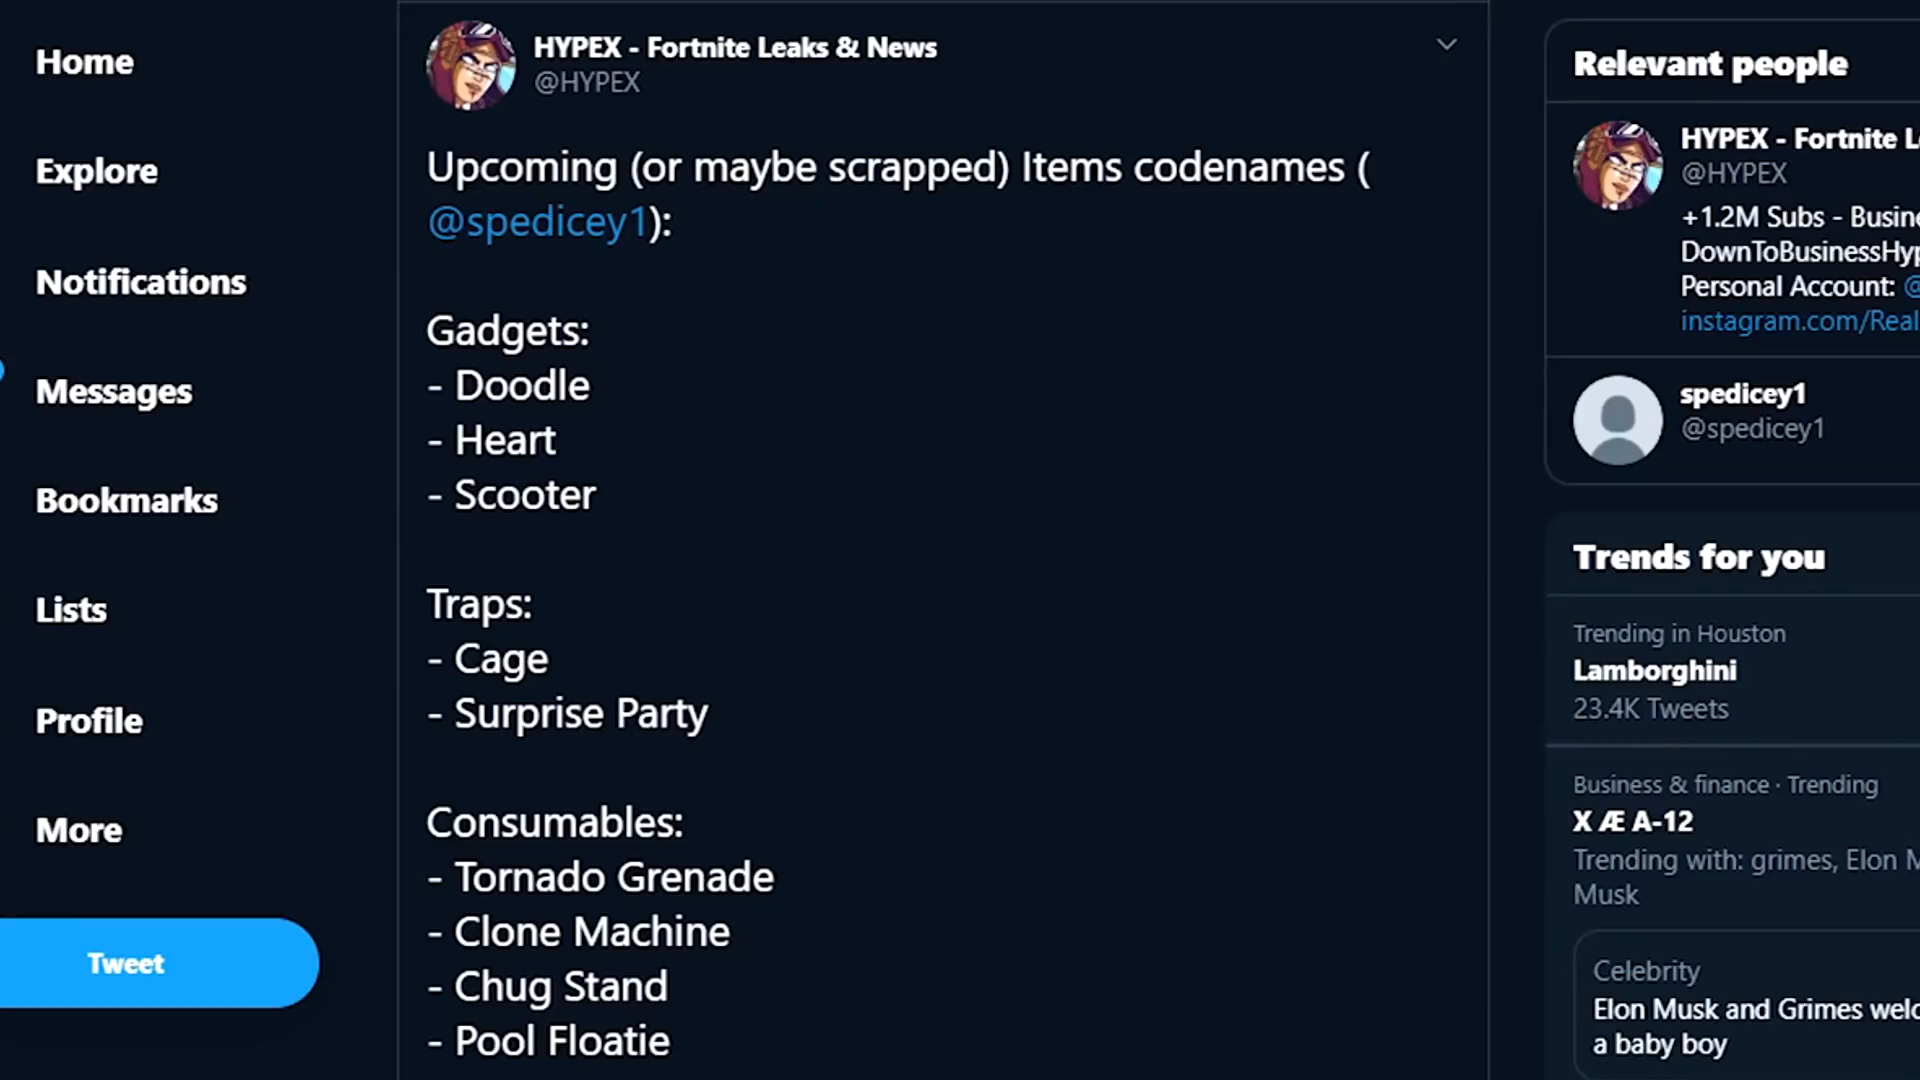 Home
Explore
Notifications
Messages
Bookmarks
Lists
Profile
More
Tweet
HYPEX - Fortnite Leaks & News
@HYPEX
Upcoming (or maybe scrapped) Items codenames (
@spedicey1):
Gadgets:
- Doodle
- Heart
- Scooter
Traps:
- Cage
- Surprise Party
Consumables:
- Tornado Grenade
- Clone Machine
- Chug Stand
- Pool Floatie
Relevant people
HYPEX - Fortnite L
@HYPEX
+1.2M Subs - Busine
DownToBusinessHyp
Personal Account: @
instagram.com/Real
spedicey1
@spedicey1
Trends for you
Trending in Houston
Lamborghini
23.4K Tweets
Business & finance · Trending
X Æ A-12
Trending with: grimes, Elon M
Musk
Celebrity
Elon Musk and Grimes welc
a baby boy